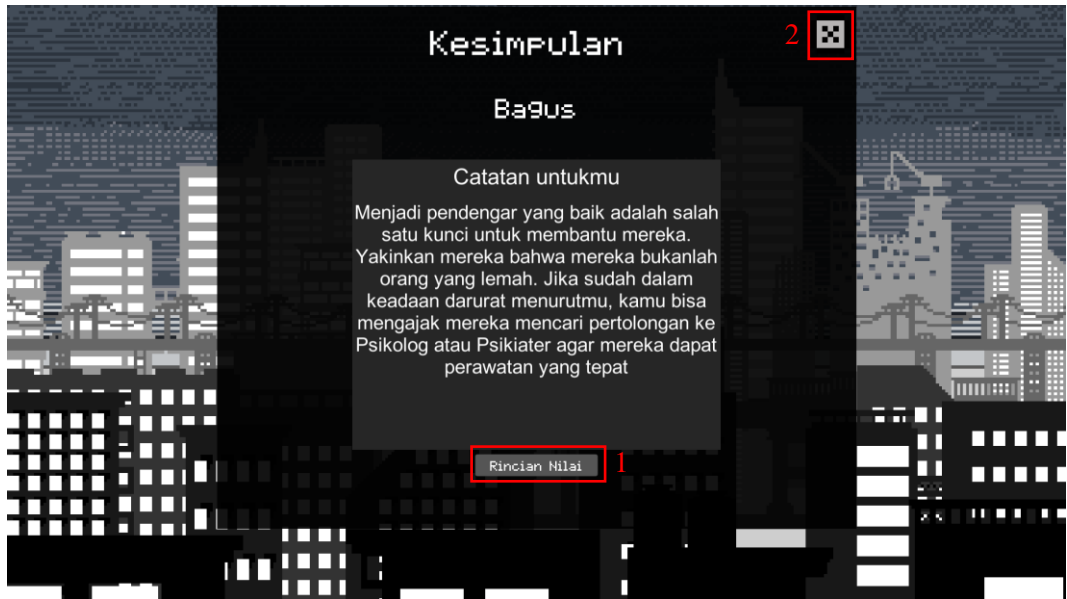 Kesimpulan
2
Bagus
Catatan untukmu
Menjadi pendengar yang baik adalah salah
satu kunci untuk membantu mereka.
Yakinkan mereka bahwa mereka bukanlah
orang yang lemah. Jika sudah dalam
keadaan darurat menurutmu, kamu bisa
mengajak mereka mencari pertolongan ke
Psikolog atau Psikiater agar mereka dapat
perawatan yang tepat
Rincian Nilai
1